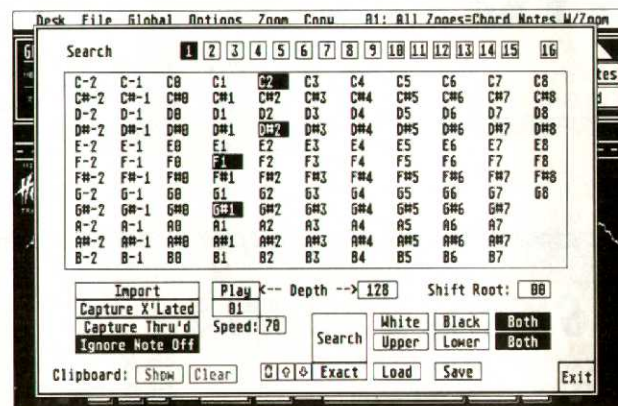 Desk File Global Options Zoom Copy 01: All Zones=Chord Notes W/Zoom
Search 1 2 3 4 5 6 7 8 9 10 11 12 13 14 15 16
C-2 C-1 C0 C1 C2 C3 C4 C5 C6 C7 C8
C#-2 C#-1 C#0 C#1 C#2 C#3 C#4 C#5 C#6 C#7 C#8
D-2 D-1 D0 D1 D2 D3 D4 D5 D6 D7 D8
D#-2 D#-1 D#0 D#1 D#2 D#3 D#4 D#5 D#6 D#7 D#8
E-2 E-1 E0 E1 E2 E3 E4 E5 E6 E7 E8
F-2 F-1 F0 F1 F2 F3 F4 F5 F6 F7 F8
F#-2 F#-1 F#0 F#1 F#2 F#3 F#4 F#5 F#6 F#7 F#8
G-2 G-1 G0 G1 G2 G3 G4 G5 G6 G7 G8
G#-2 G#-1 G#0 G#1 G#2 G#3 G#4 G#5 G#6 G#7
A-2 A-1 A0 A1 A2 A3 A4 A5 A6 A7
A#-2 A#-1 A#0 A#1 A#2 A#3 A#4 A#5 A#6 A#7
B-2 B-1 B0 B1 B2 B3 B4 B5 B6 B7
Import Play <-- Depth --> 128 Shift Root: 00
Capture X'Lated 01
Capture Thru'd Speed: 70 Search White Black Both
Ignore Note Off Upper Lower Both
Clipboard: Show Clear C ⇧ ⇩ Exact Load Save Exit